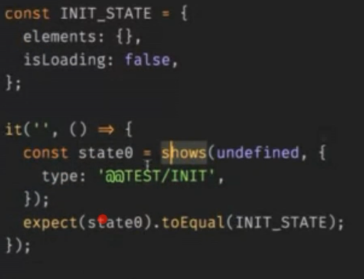 const INIT_STATE = {
elements: {},
isLoading: false,
};
it('', () => {
const state0 = shows(undefined, {
type: '@@TEST/INIT',
});
expect(state0).toEqual(INIT_STATE);
});